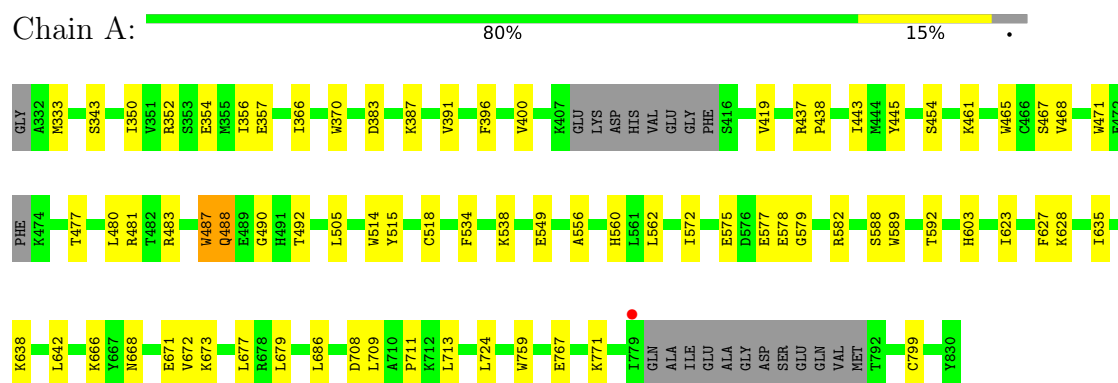 Chain A:
80% 15% •
GLY A332 M333 S343 I350 V351 R352 S353 E354 M355 I356 E357 I366 W370 D383 K387 V391 F396 V400 K407 GLU LYS ASP HIS VAL GLU GLY PHE S416 V419 R437 P438 I443 M444 Y445 S454 K461 W465 C466 S467 V468 W471
PHE K474 T477 L480 R481 T482 R483 W487 Q488 E489 G490 H491 T492 L505 W514 Y515 C518 F534 K538 E549 A556 H560 L561 L562 I572 E575 D576 E577 E578 G579 R582 S588 W589 T592 H603 I623 F627 K628 I635
K638 L642 K666 Y667 N668 E671 V672 K673 L677 R678 L679 L686 D708 L709 A710 P711 K712 L713 L724 W759 E767 K771 I779 GLN ALA ILE GLU ALA GLY ASP SER GLU GLN VAL MET T792 C799 Y830